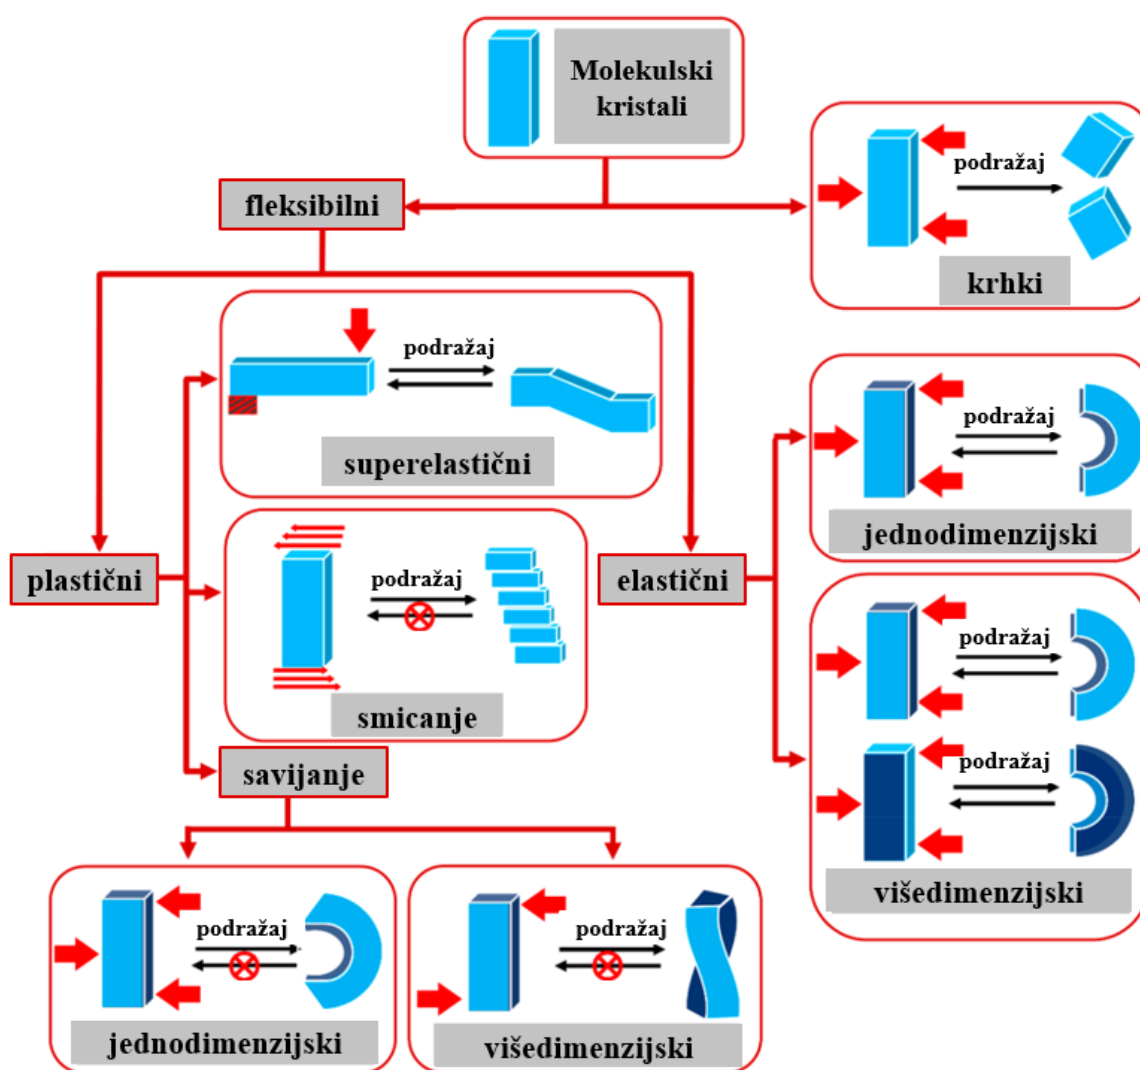 Molekulski
kristali
podražaj
krhki
fleksibilni
podražaj
superelastični
podražaj
jednodimenzijski
plastični
podražaj
smicanje
elastični
podražaj
podražaj
višedimenzijski
savijanje
podražaj
jednodimenzijski
podražaj
višedimenzijski